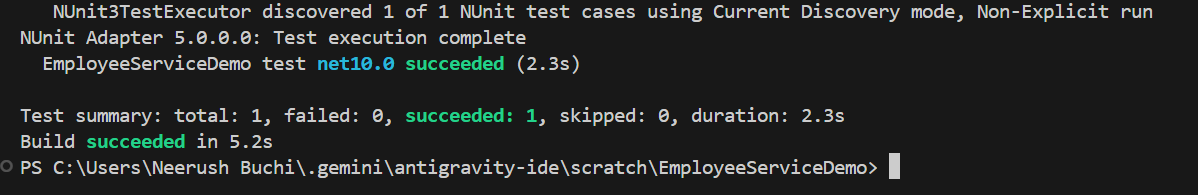 NUnit3TestExecutor discovered 1 of 1 NUnit test cases using Current Discovery mode, Non-Explicit run
NUnit Adapter 5.0.0.0: Test execution complete
EmployeeServiceDemo test net10.0 succeeded (2.3s)
Test summary: total: 1, failed: 0, succeeded: 1, skipped: 0, duration: 2.3s
Build succeeded in 5.2s
PS C:\Users\Neerush Buchi\.gemini\antigravity-ide\scratch\EmployeeServiceDemo>